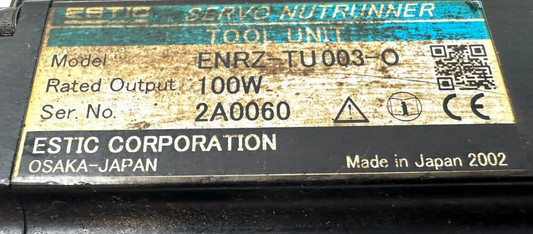 ESTIC SERVO NUTRUNNER
TOOL UNIT
Model ENRZ-TU003-O
Rated Output 100W
Ser. No. 2A0060
CE
ESTIC CORPORATION
OSAKA-JAPAN Made in Japan 2002